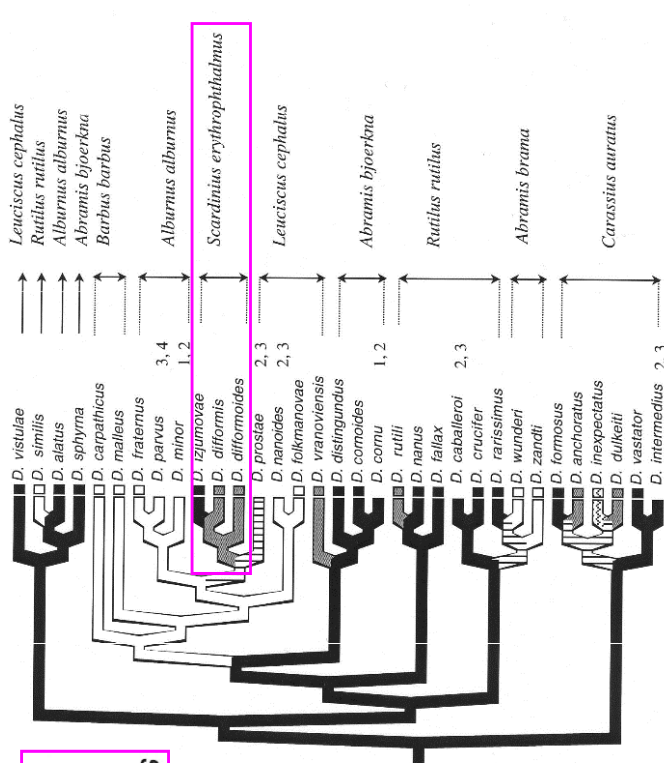 Leuciscus cephalus
Rutilus rutilus
Alburnus alburnus
Abramis bjoerkna
Barbus barbus
Alburnus alburnus
Scardinius erythrophthalmus
Leuciscus cephalus
Abramis bjoerkna
Rutilus rutilus
Abramis brama
Carassius auratus
D. vistulae
D. similis
D. alatus
D. sphyrna
D. carpathicus
D. malleus
D. fraternus
D. parvus 3, 4
D. minor 1, 2
D. izjumovae
D. difformis
D. difformoides
D. prostae 2, 3
D. nanoides 2, 3
D. folkmanovae
D. vranoviensis
D. distingundus
D. comoides
D. cornu 1, 2
D. rutili
D. nanus
D. fallax
D. caballeroi 2, 3
D. crucifer
D. rarissimus
D. wunderi
D. zandti
D. formosus
D. anchoratus
D. inexpectatus
D. dulkeiti
D. vastator
D. intermedius 2, 3